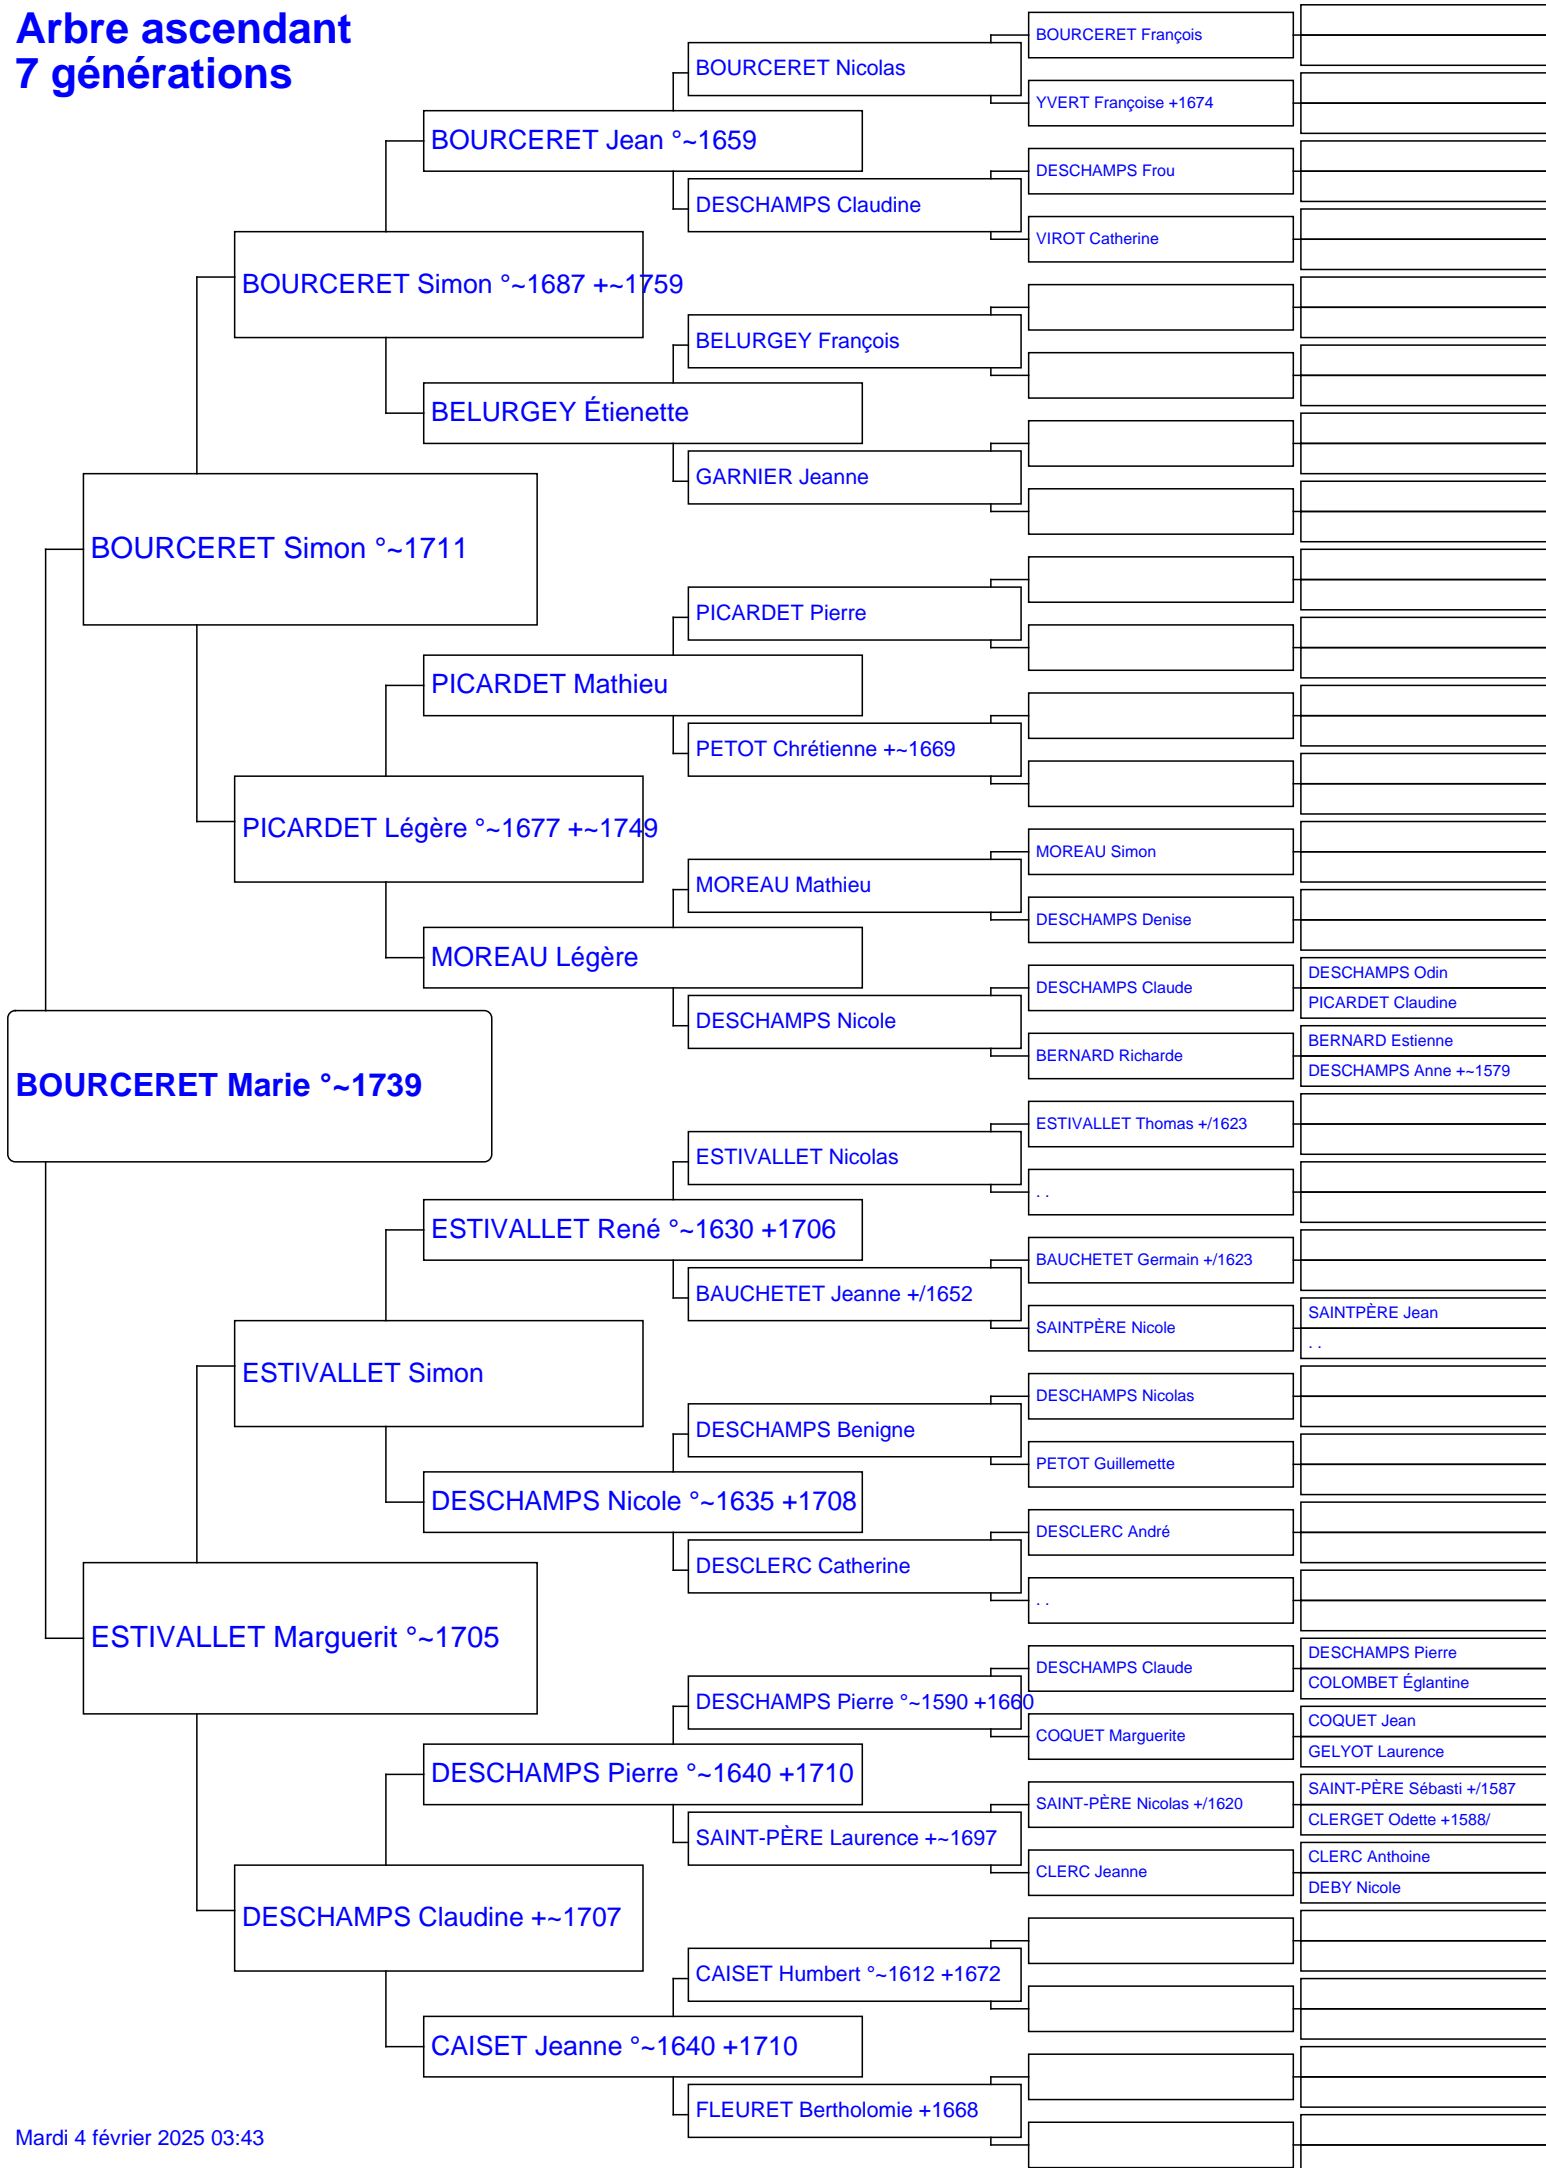 Arbre ascendant
7 générations
BOURCERET François
BOURCERET Nicolas
YVERT Françoise +1674
BOURCERET Jean °~1659
DESCHAMPS Frou
DESCHAMPS Claudine
VIROT Catherine
BOURCERET Simon °~1687 +~1759
BELURGEY François
BELURGEY Étienette
GARNIER Jeanne
BOURCERET Simon °~1711
PICARDET Pierre
PICARDET Mathieu
PETOT Chrétienne +~1669
PICARDET Légère °~1677 +~1749
MOREAU Simon
MOREAU Mathieu
DESCHAMPS Denise
MOREAU Légère
DESCHAMPS Odin
DESCHAMPS Claude
PICARDET Claudine
DESCHAMPS Nicole
BERNARD Estienne
BERNARD Richarde
DESCHAMPS Anne +~1579
BOURCERET Marie °~1739
ESTIVALLET Thomas +/1623
ESTIVALLET Nicolas
. .
ESTIVALLET René °~1630 +1706
BAUCHETET Germain +/1623
BAUCHETET Jeanne +/1652
SAINTPÈRE Jean
SAINTPÈRE Nicole
. .
ESTIVALLET Simon
DESCHAMPS Nicolas
DESCHAMPS Benigne
PETOT Guillemette
DESCHAMPS Nicole °~1635 +1708
DESCLERC André
DESCLERC Catherine
. .
ESTIVALLET Marguerit °~1705
DESCHAMPS Pierre
DESCHAMPS Claude
COLOMBET Églantine
DESCHAMPS Pierre °~1590 +1660
COQUET Jean
COQUET Marguerite
GELYOT Laurence
DESCHAMPS Pierre °~1640 +1710
SAINT-PÈRE Sébasti +/1587
SAINT-PÈRE Nicolas +/1620
CLERGET Odette +1588/
SAINT-PÈRE Laurence +~1697
CLERC Anthoine
CLERC Jeanne
DEBY Nicole
DESCHAMPS Claudine +~1707
CAISET Humbert °~1612 +1672
CAISET Jeanne °~1640 +1710
FLEURET Bertholomie +1668
Mardi 4 février 2025 03:43